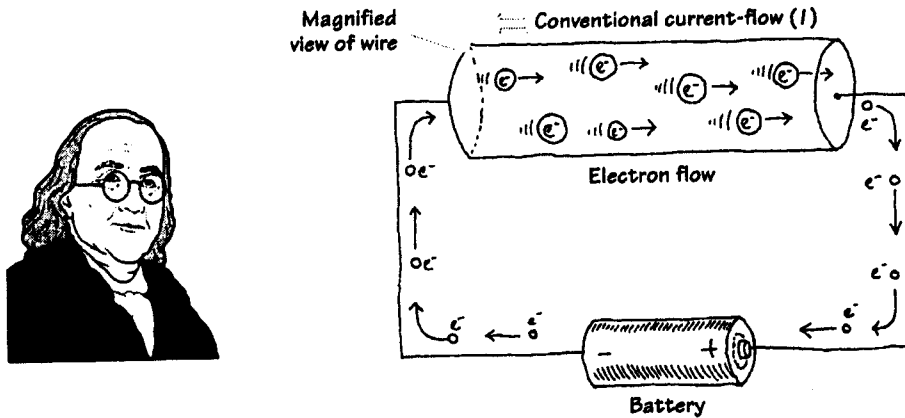 Magnified
view of wire
Conventional current-flow (I)
e⁻ e⁻ e⁻ e⁻
e⁻ e⁻ e⁻
e⁻
Electron flow
e⁻
e⁻
e⁻
e⁻
e⁻ e⁻
e⁻
- +
Battery